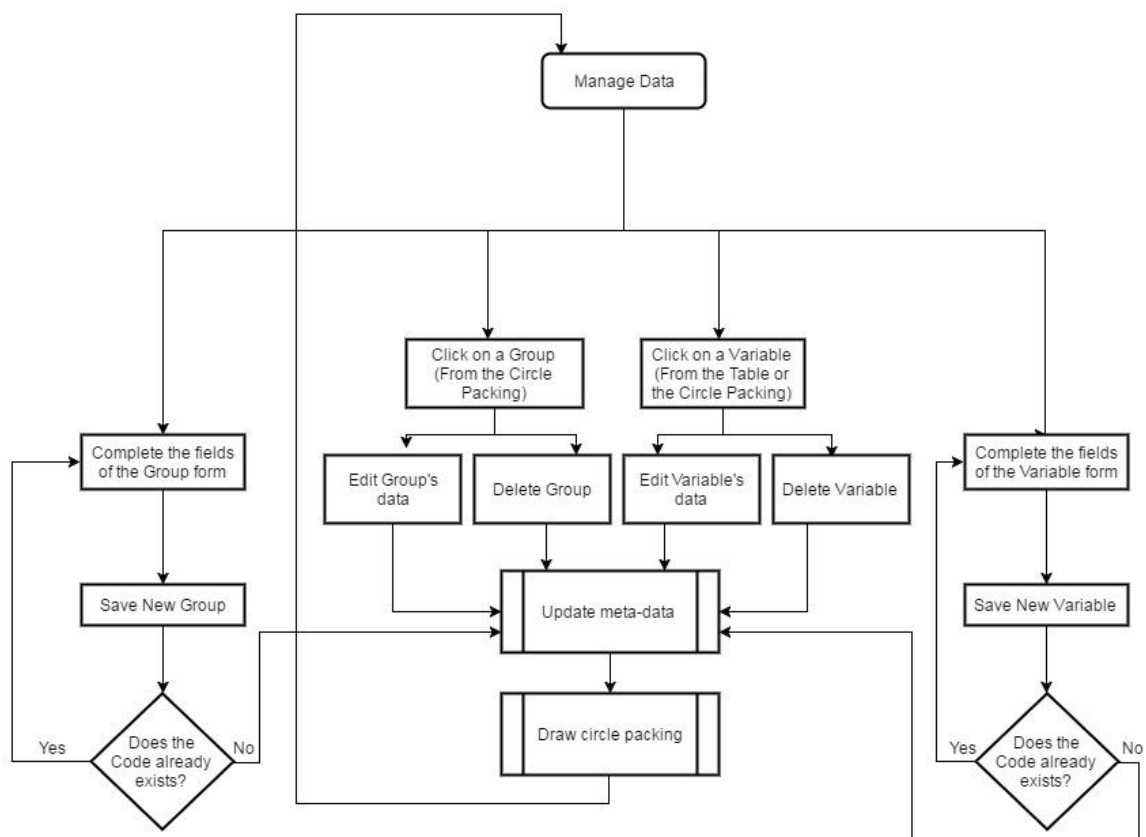 Manage Data
Click on a Group
(From the Circle
Packing)
Click on a Variable
(From the Table or
the Circle Packing)
Complete the fields
of the Group form
Edit Group's
data
Delete Group
Edit Variable's
data
Delete Variable
Complete the fields
of the Variable form
Save New Group
Update meta-data
Save New Variable
Yes
Does the
Code already
exists?
No
Draw circle packing
Yes
Does the
Code already
exists?
No